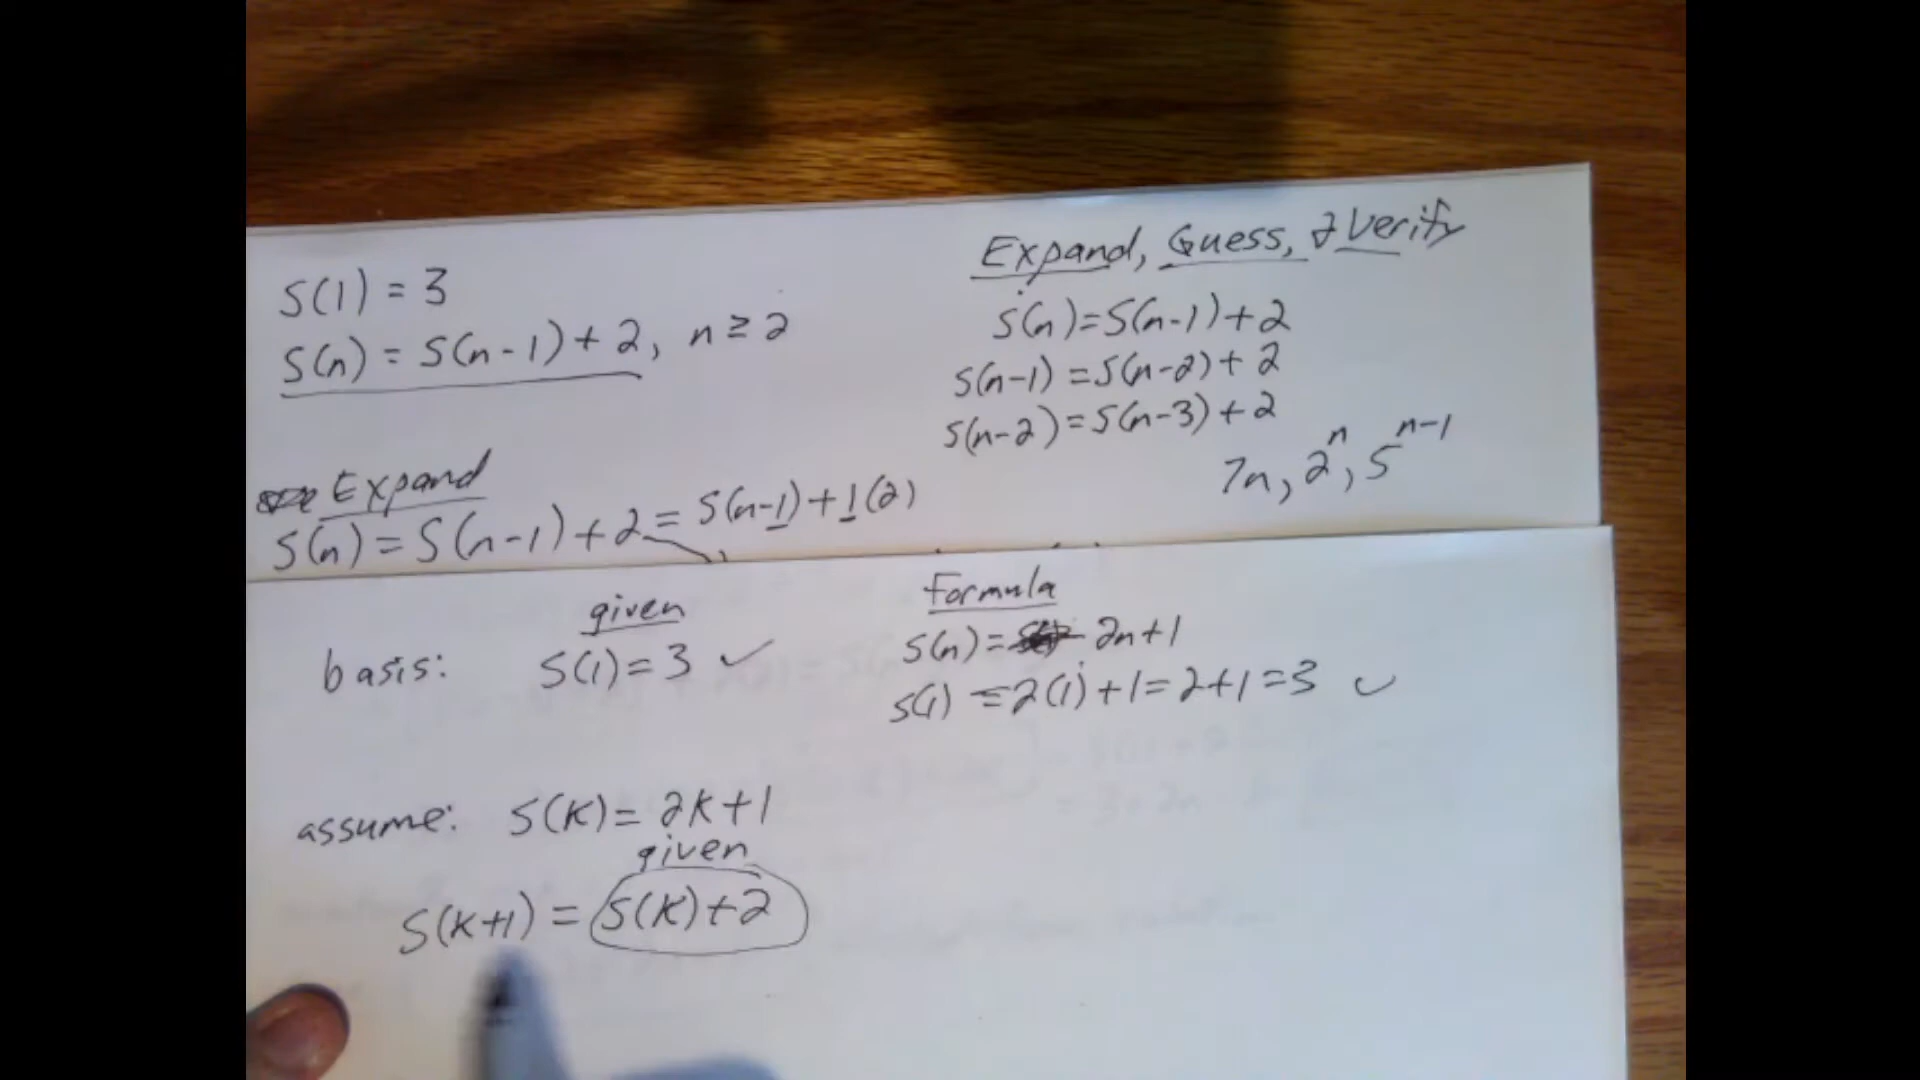 S(1) = 3
S(n) = S(n-1) + 2, n ≥ 2
Expand, Guess, & Verify
S(n) = S(n-1) + 2
S(n-1) = S(n-2) + 2
S(n-2) = S(n-3) + 2
7n, 2^n, 5^(n-1)
Expand
S(n) = S(n-1) + 2 = S(n-1) + 1(2)
given
basis: S(1) = 3 ✓
Formula
S(n) = 2n+1
S(1) = 2(1) + 1 = 2+1 = 3 ✓
assume: S(K) = 2K+1
given
S(K+1) = S(K)+2